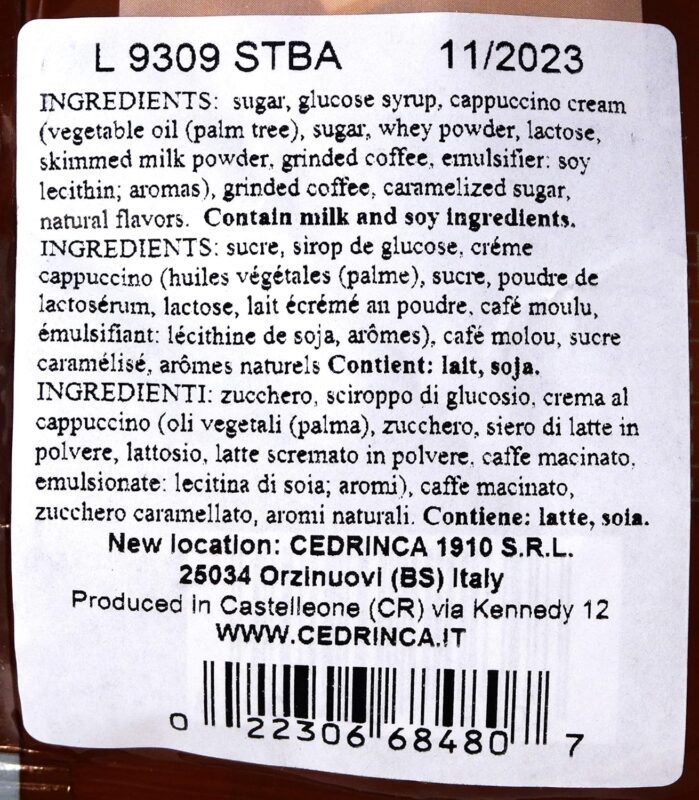 L 9309 STBA 11/2023
INGREDIENTS: sugar, glucose syrup, cappuccino cream
(vegetable oil (palm tree), sugar, whey powder, lactose,
skimmed milk powder, grinded coffee, emulsifier: soy
lecithin; aromas), grinded coffee, caramelized sugar,
natural flavors. Contain milk and soy ingredients.
INGREDIENTS: sucre, sirop de glucose, créme
cappuccino (huiles végétales (palme), sucre, poudre de
lactosérum, lactose, lait écrémé an poudre, café moulu,
émulsifiant: lécithine de soja, arômes), café molou, sucre
caramélisé, arômes naturels Contient: lait, soja.
INGREDIENTI: zucchero, sciroppo di glucosio, crema al
cappuccino (oli vegetali (palma), zucchero, siero di latte in
polvere, lattosio, latte scremato in polvere, caffe macinato,
emulsionate: lecitina di soia; aromi), caffe macinato,
zucchero caramellato, aromi naturali. Contiene: latte, soia.
New location: CEDRINCA 1910 S.R.L.
25034 Orzinuovi (BS) Italy
Produced in Castelleone (CR) via Kennedy 12
WWW.CEDRINCA.IT
0 22306 68480 7